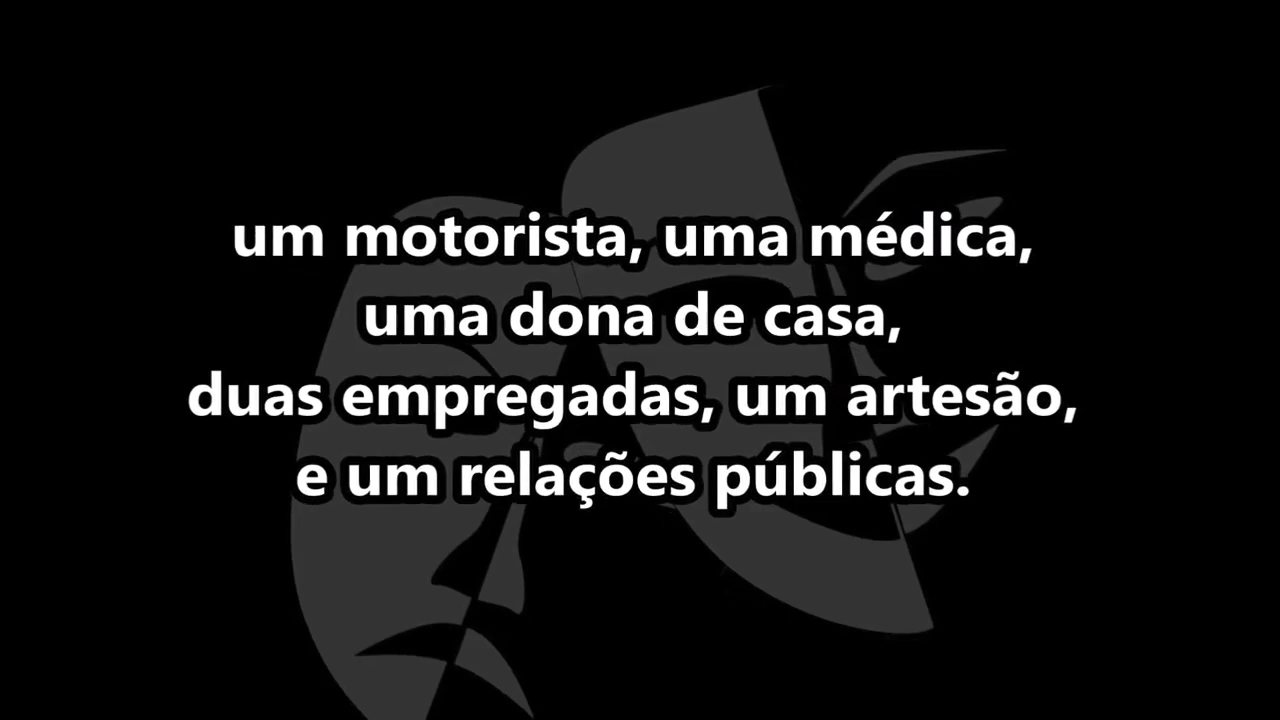 um motorista, uma médica,
uma dona de casa,
duas empregadas, um artesão,
e um relações públicas.